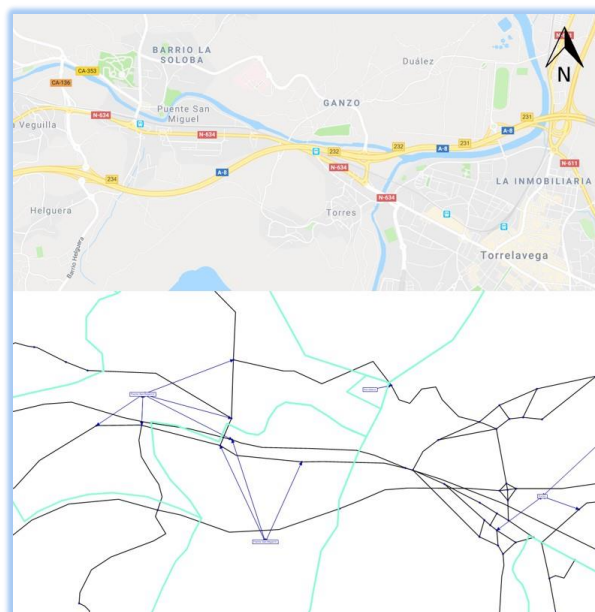 BARRIO LA
SOLOBA
Duález
N
CA-353
CA-136
Puente San
Miguel
GANZO
a Veguilla
N-634
N-634
231
231
A-8
232
232
A-8
N-611
234
A-8
N-634
N-634
LA INMOBILIARIA
Helguera
Torres
Barrio Helguera
Torrelavega